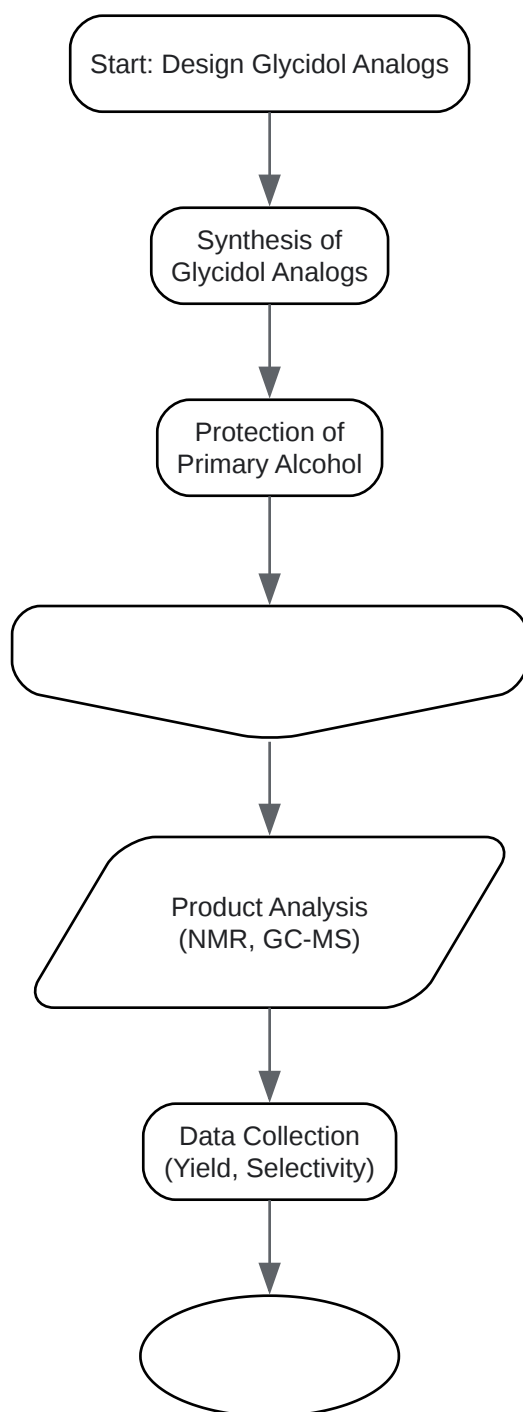 Start: Design Glycidol Analogs
Synthesis of
Glycidol Analogs
Protection of
Primary Alcohol
Product Analysis
(NMR, GC-MS)
Data Collection
(Yield, Selectivity)